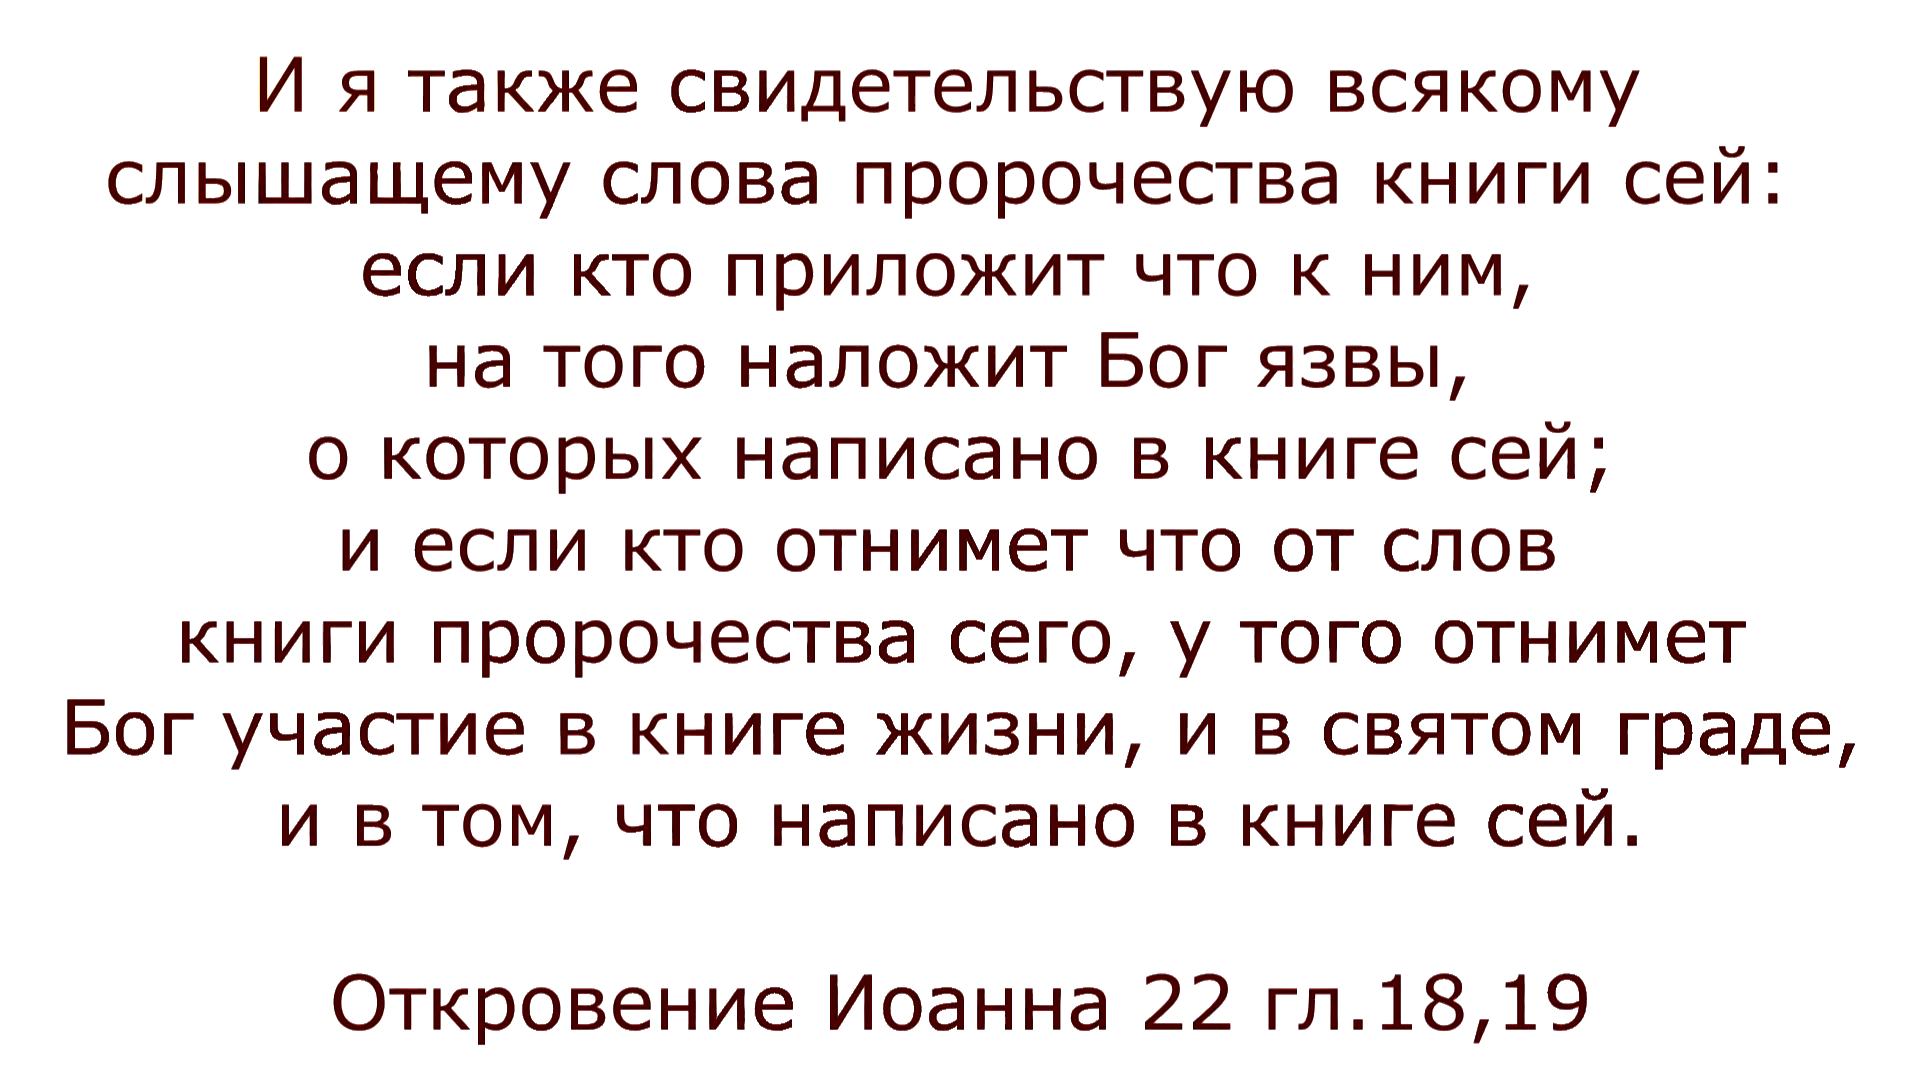 И я также свидетельствую всякому
слышащему слова пророчества книги сей:
если кто приложит что к ним,
на того наложит Бог язвы,
о которых написано в книге сей;
и если кто отнимет что от слов
книги пророчества сего, у того отнимет
Бог участие в книге жизни, и в святом граде,
и в том, что написано в книге сей.
Откровение Иоанна 22 гл.18,19